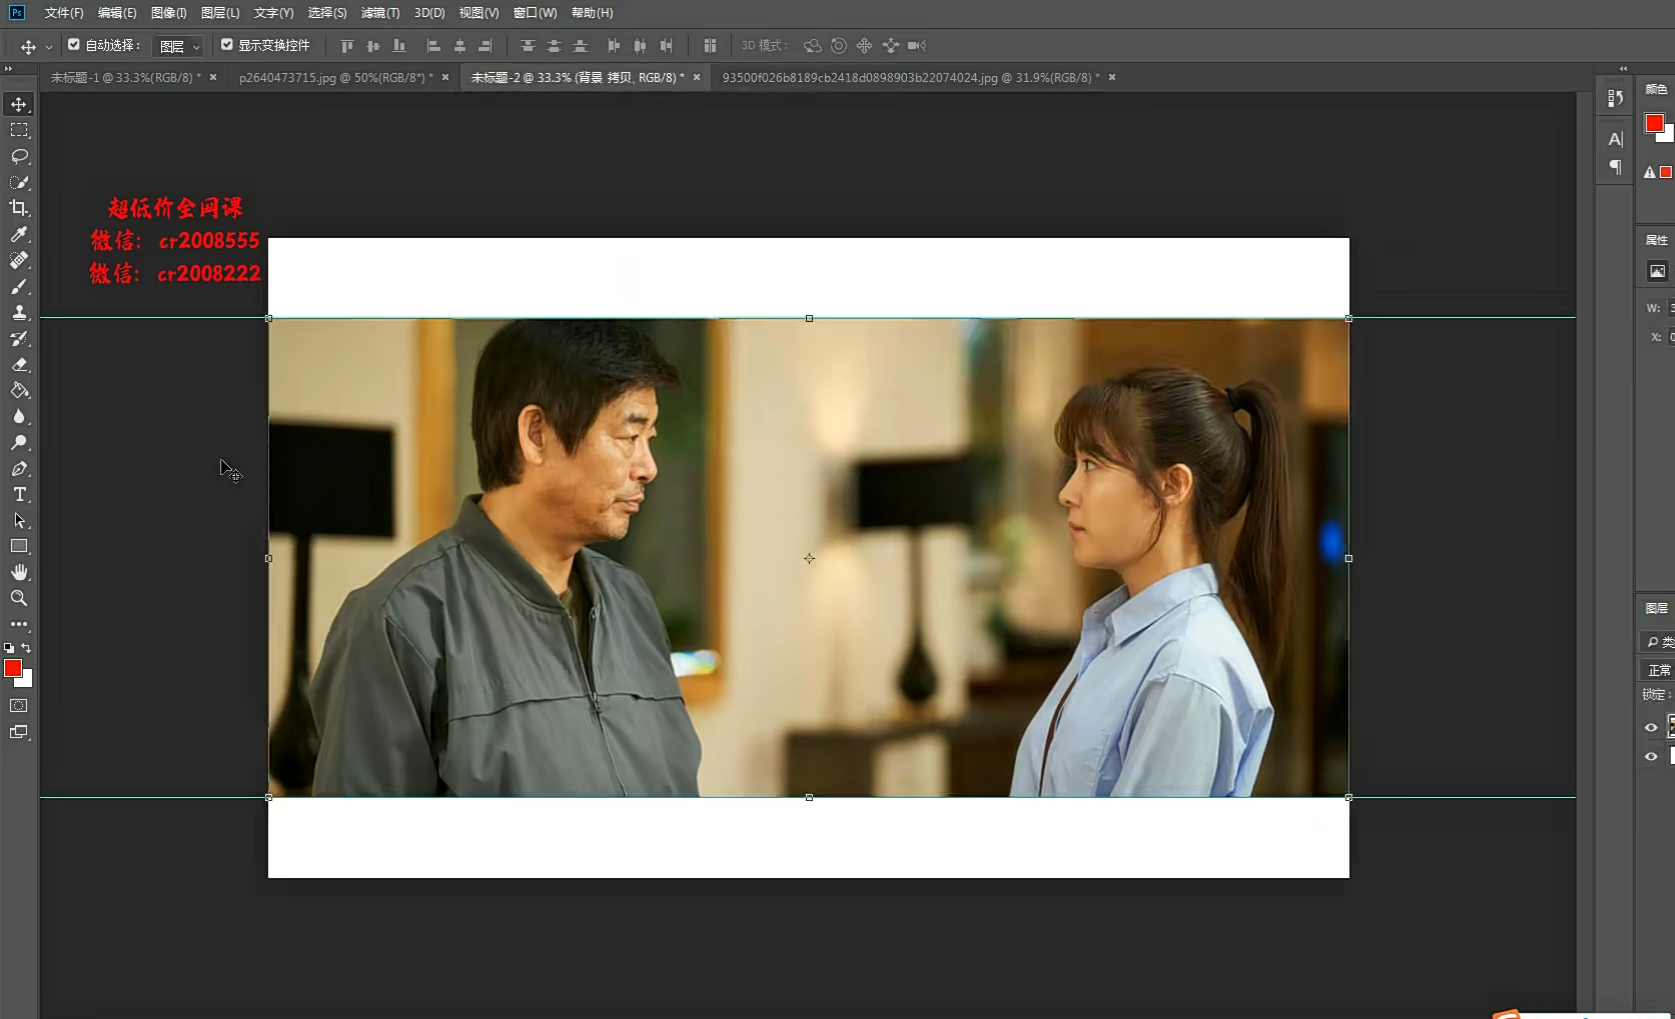 Ps 文件(F) 编辑(E) 图像(I) 图层(L) 文字(Y) 选择(S) 滤镜(T) 3D(D) 视图(V) 窗口(W) 帮助(H)
自动选择： 图层 显示变换控件 3D 模式：
未标题-1 @ 33.3%(RGB/8) * × p2640473715.jpg @ 50%(RGB/8*) * × 未标题-2 @ 33.3% (背景 拷贝, RGB/8) * × 93500f026b8189cb2418d0898903b22074024.jpg @ 31.9%(RGB/8) * ×
颜色
超低价全网课
微信: cr2008555
微信: cr2008222
属性
W: 3
X: 0
图层
类
正常
锁定: